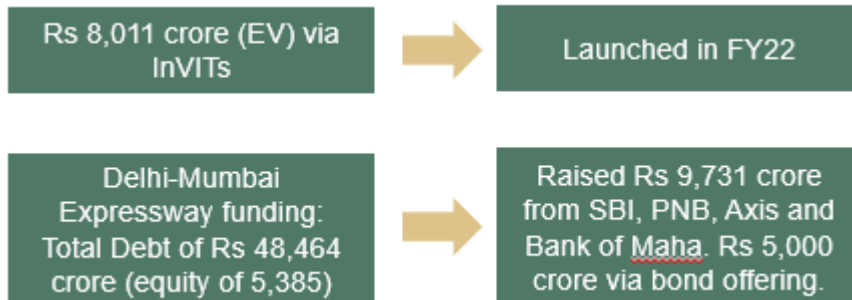 Rs 8,011 crore (EV) via
InVITs
Launched in FY22
Delhi-Mumbai
Expressway funding:
Total Debt of Rs 48,464
crore (equity of 5,385)
Raised Rs 9,731 crore
from SBI, PNB, Axis and
Bank of Maha. Rs 5,000
crore via bond offering.